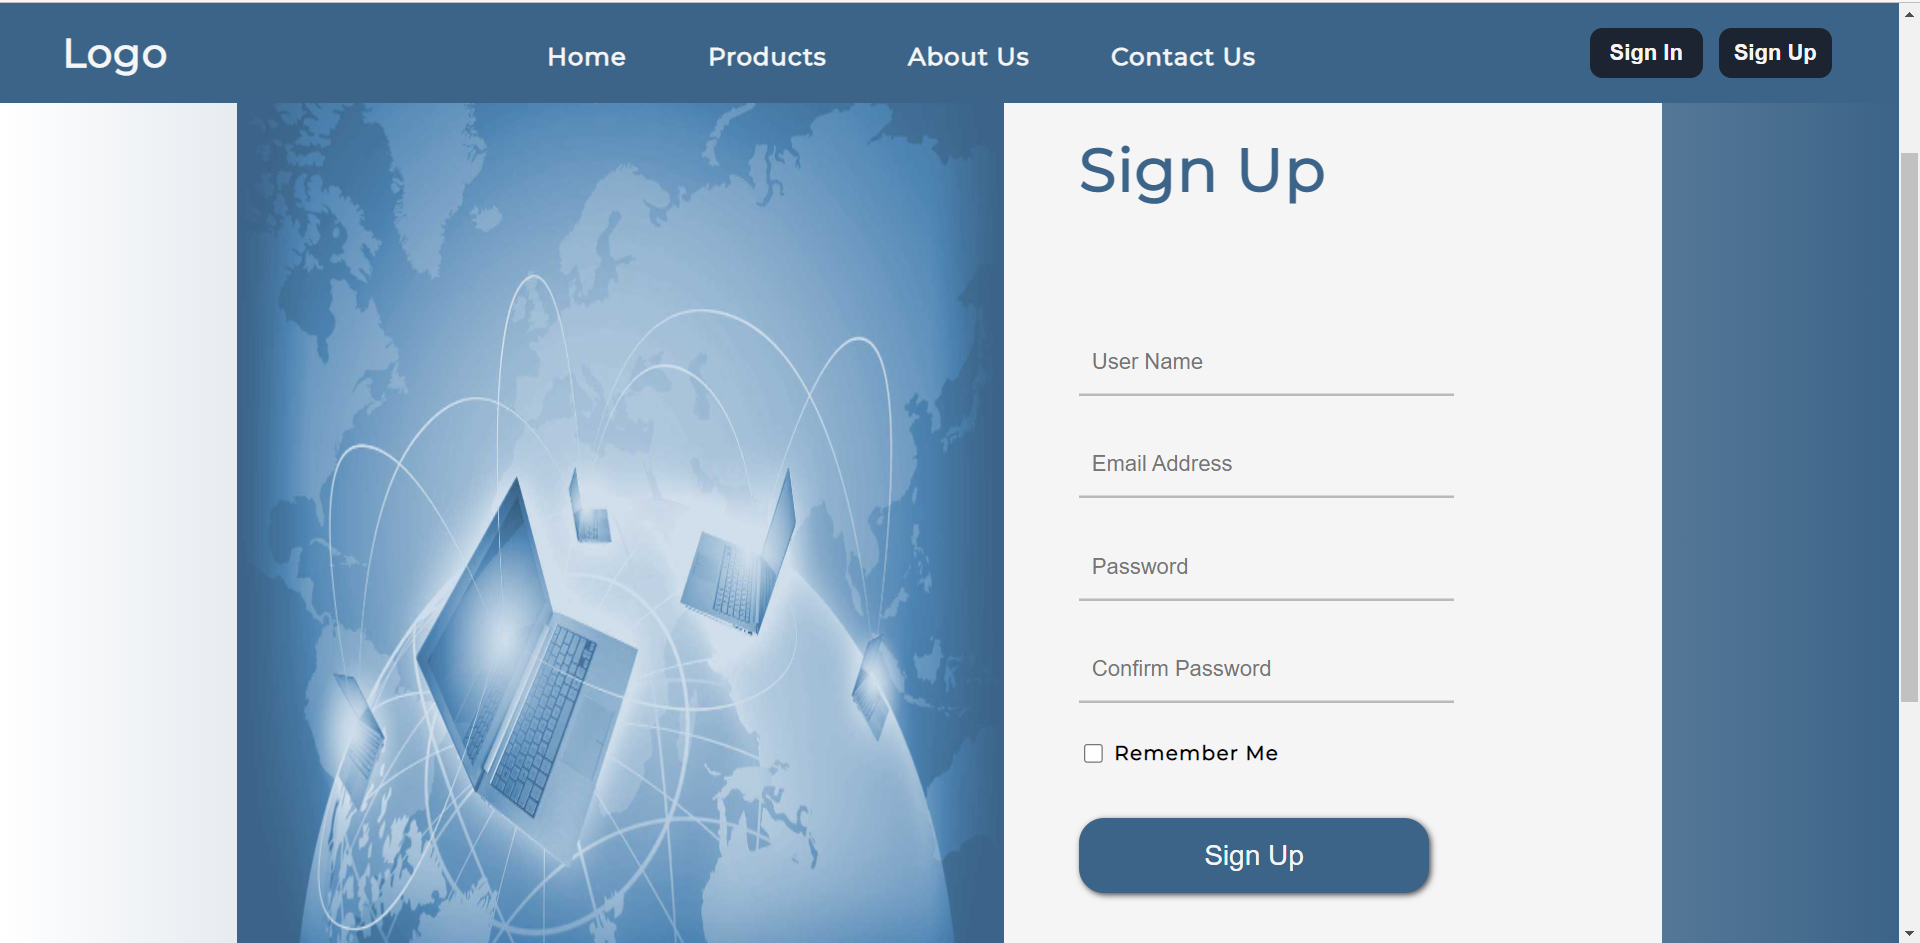 Logo
Home
Products
About Us
Contact Us
Sign In
Sign Up
Sign Up
User Name
Email Address
Password
Confirm Password
Remember Me
Sign Up